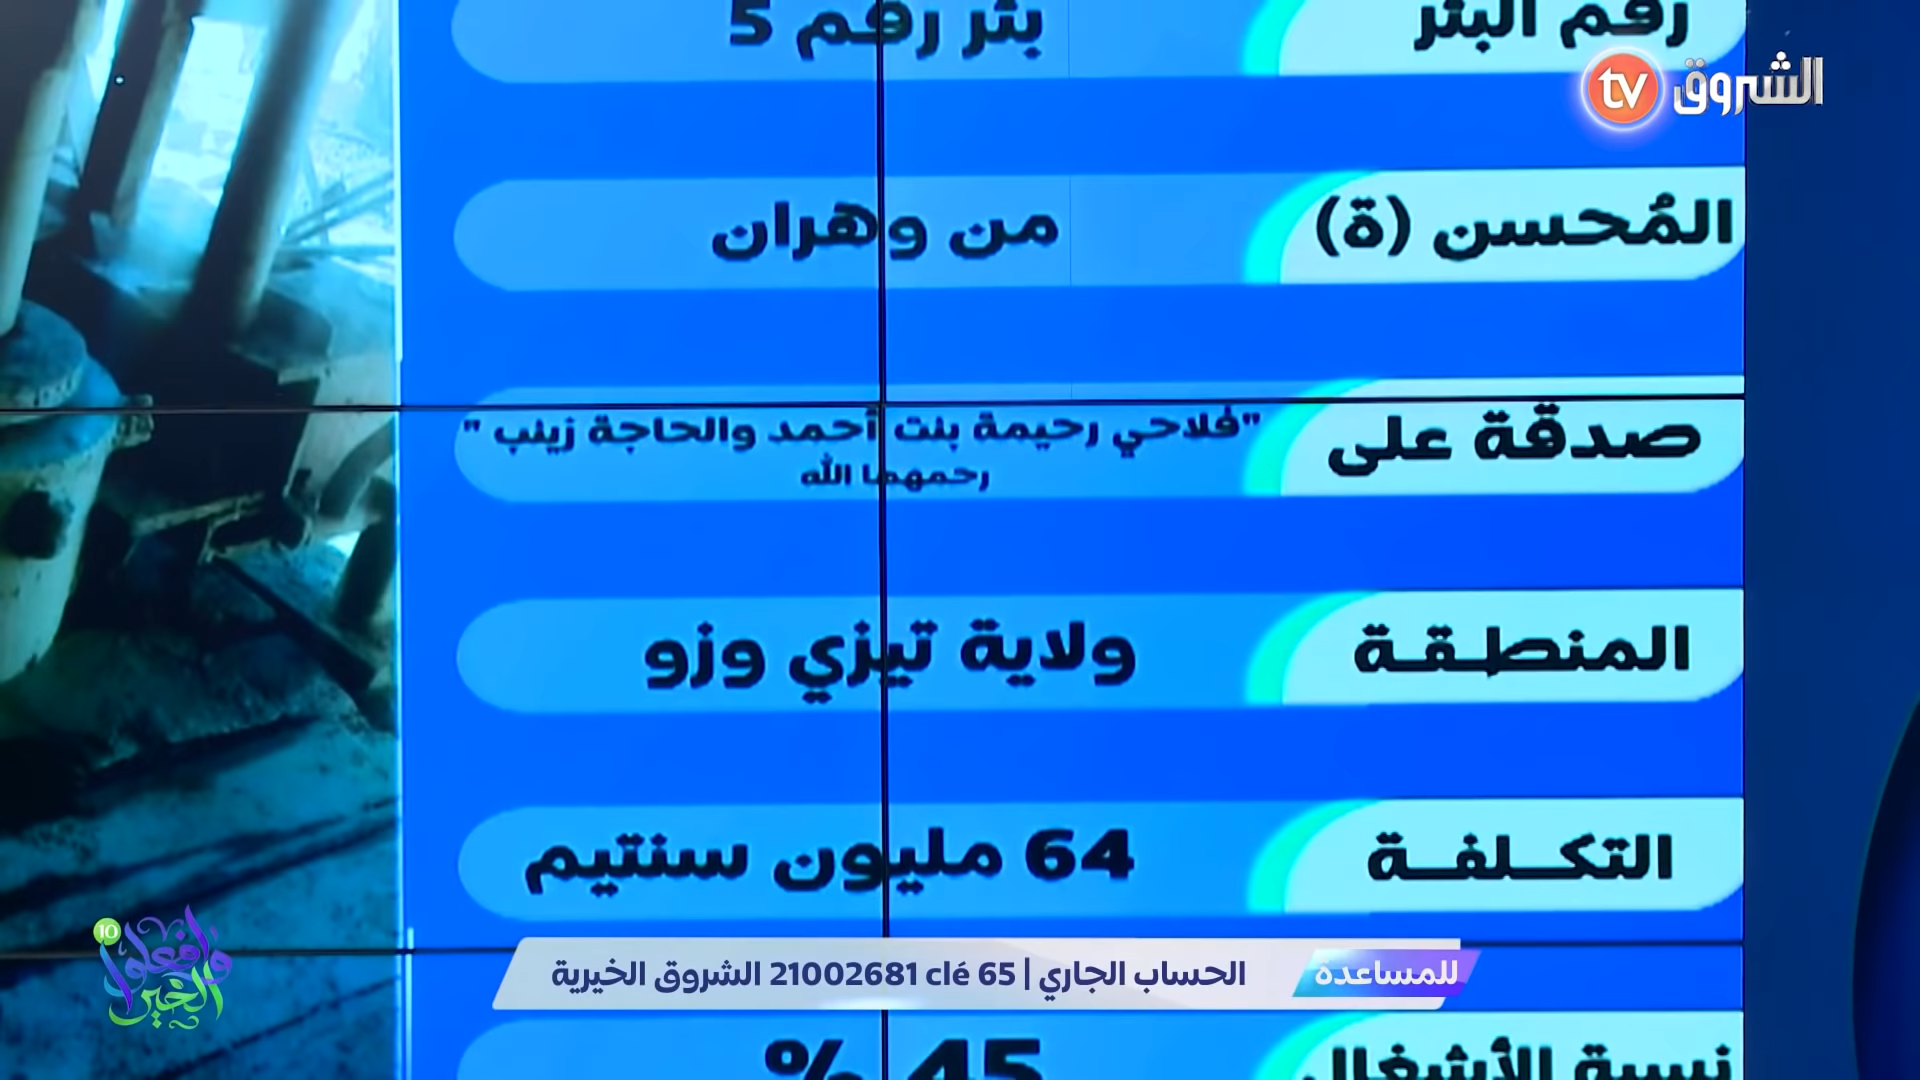 رقم البئر بئر رقم 5
الشروق tv
المُحسن (ة) من وهران
صدقة على "فلاحي رحيمة بنت أحمد والحاجة زينب "
رحمهما الله
المنطقة ولاية تيزي وزو
التكلفة 64 مليون سنتيم
وافعلوا الخير 10
للمساعدة الحساب الجاري | 21002681 clé 65 الشروق الخيرية
نسبة الأشغال 45 %